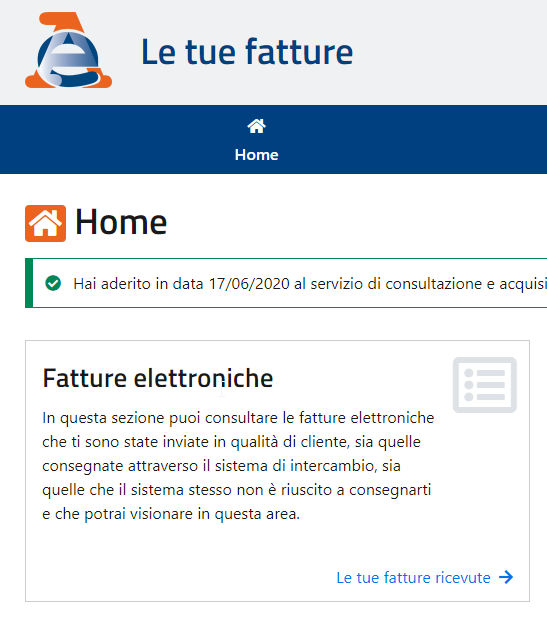 Le tue fatture
Home
Home
Hai aderito in data 17/06/2020 al servizio di consultazione e acquisi
Fatture elettroniche
In questa sezione puoi consultare le fatture elettroniche
che ti sono state inviate in qualità di cliente, sia quelle
consegnate attraverso il sistema di intercambio, sia
quelle che il sistema stesso non è riuscito a consegnarti
e che potrai visionare in questa area.
Le tue fatture ricevute